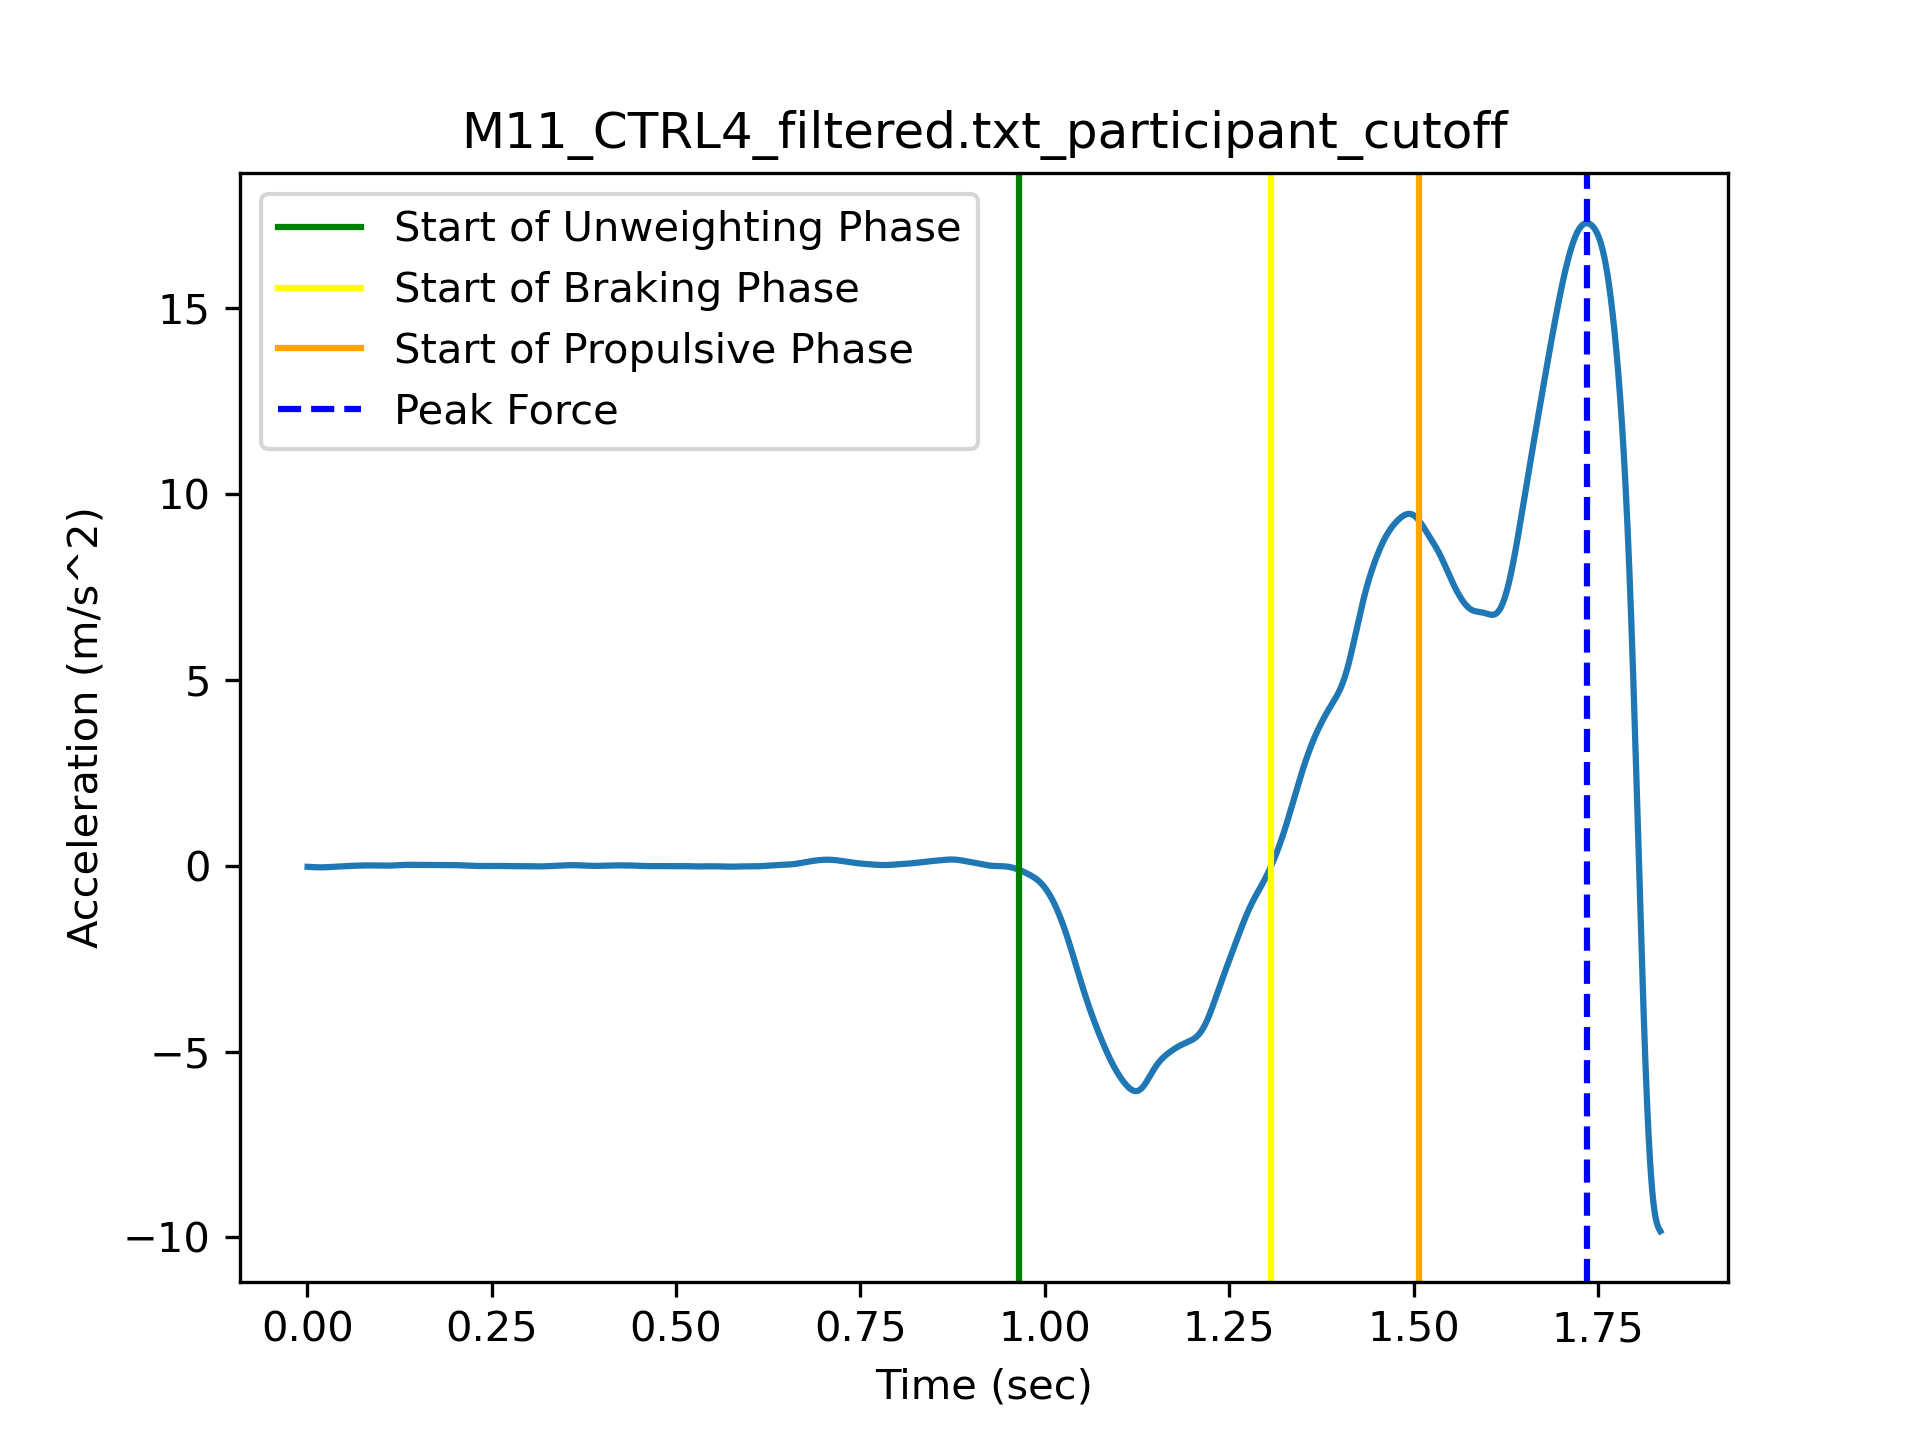 M11_CTRL4_filtered.txt_participant_cutoff
Start of Unweighting Phase
Start of Braking Phase
Start of Propulsive Phase
Peak Force
Acceleration (m/s^2)
15
10
5
0
−5
−10
0.00 0.25 0.50 0.75 1.00 1.25 1.50 1.75
Time (sec)